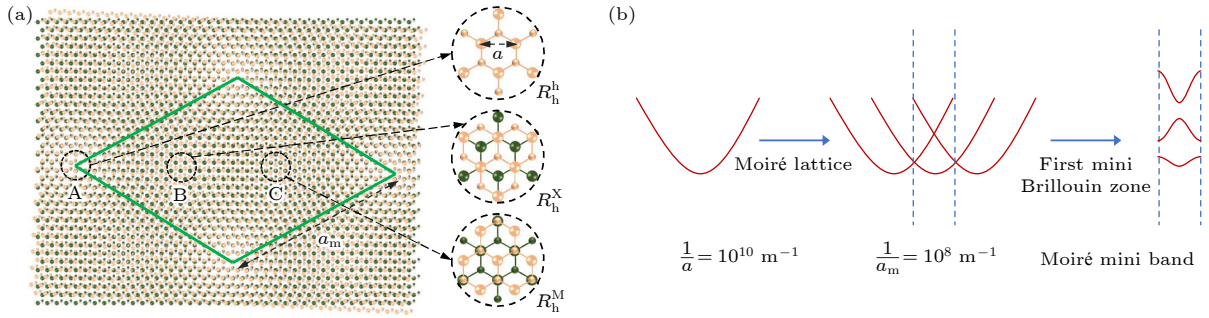 (a)
a
R_h^h
A
B
C
a_m
R_h^X
R_h^M
(b)
Moiré lattice
First mini
Brillouin zone
1/a = 10^10 m^−1
1/a_m = 10^8 m^−1
Moiré mini band